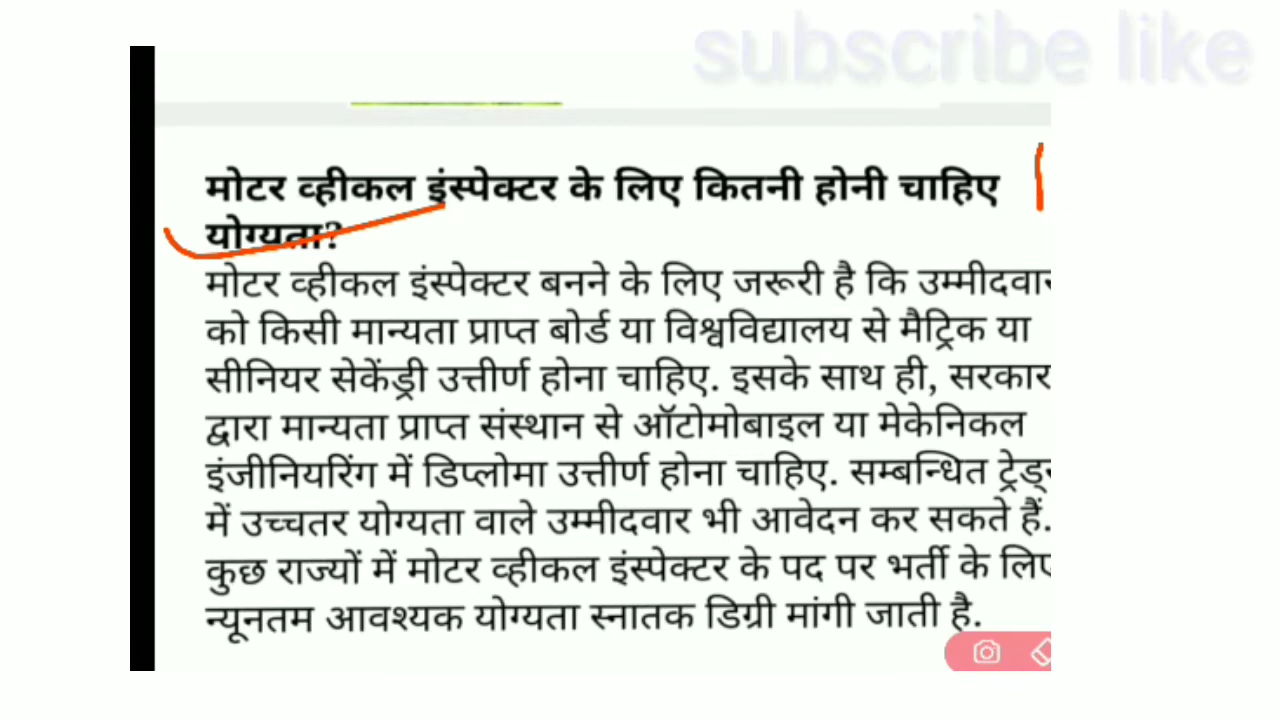 subscribe like
मोटर व्हीकल इंस्पेक्टर के लिए कितनी होनी चाहिए
योग्यता?
मोटर व्हीकल इंस्पेक्टर बनने के लिए जरूरी है कि उम्मीदवार
को किसी मान्यता प्राप्त बोर्ड या विश्वविद्यालय से मैट्रिक या
सीनियर सेकेंड्री उत्तीर्ण होना चाहिए. इसके साथ ही, सरकार
द्वारा मान्यता प्राप्त संस्थान से ऑटोमोबाइल या मेकेनिकल
इंजीनियरिंग में डिप्लोमा उत्तीर्ण होना चाहिए. सम्बन्धित
में उच्चतर योग्यता वाले उम्मीदवार भी आवेदन कर सकते हैं.
कुछ राज्यों में मोटर व्हीकल इंस्पेक्टर के पद पर भर्ती के लिए
न्यूनतम आवश्यक योग्यता स्नातक डिग्री मांगी जाती है.